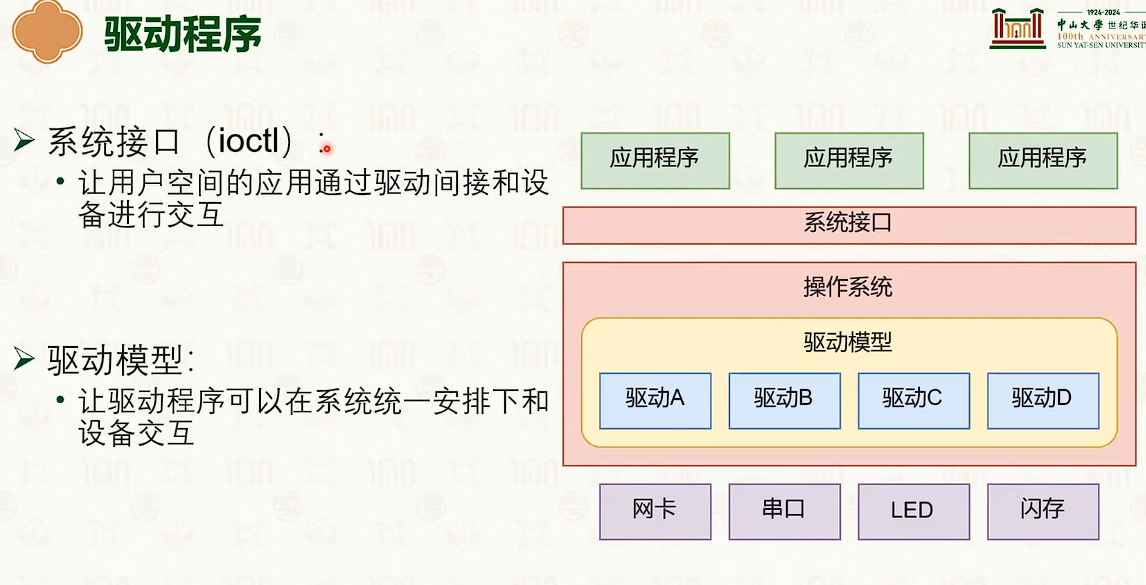 驱动程序
1924-2024
中山大學 世纪华诞
100th ANNIVERSARY
SUN YAT-SEN UNIVERSITY
系统接口（ioctl）：
让用户空间的应用通过驱动间接和设
备进行交互
驱动模型：
让驱动程序可以在系统统一安排下和
设备交互
应用程序 应用程序 应用程序
系统接口
操作系统
驱动模型
驱动A 驱动B 驱动C 驱动D
网卡 串口 LED 闪存